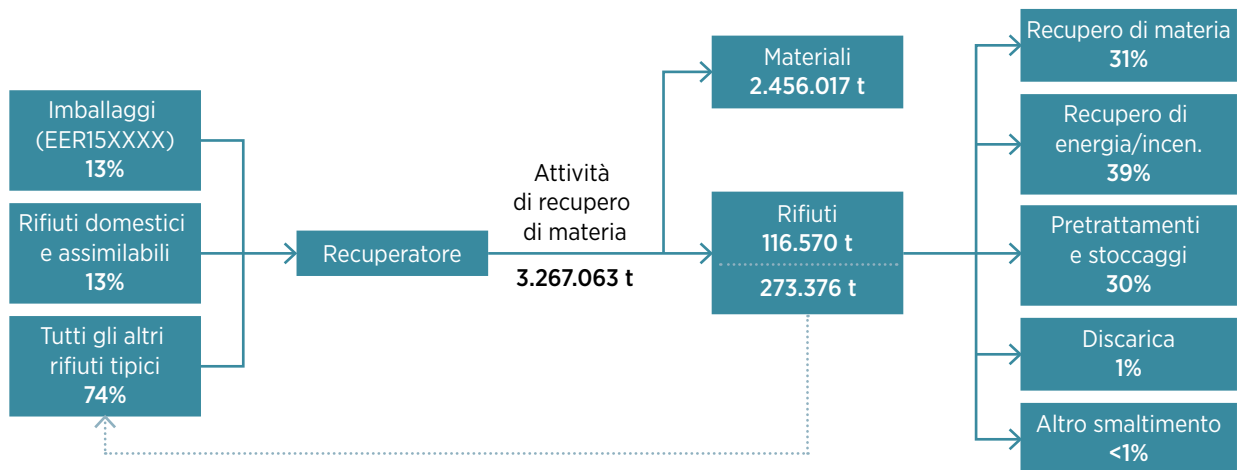 Imballaggi
(EER15XXXX)
13%
Rifiuti domestici
e assimilabili
13%
Tutti gli altri
rifiuti tipici
74%
Recuperatore
Attività
di recupero
di materia
3.267.063 t
Materiali
2.456.017 t
Rifiuti
116.570 t
273.376 t
Recupero di materia
31%
Recupero di
energia/incen.
39%
Pretrattamenti
e stoccaggi
30%
Discarica
1%
Altro smaltimento
<1%